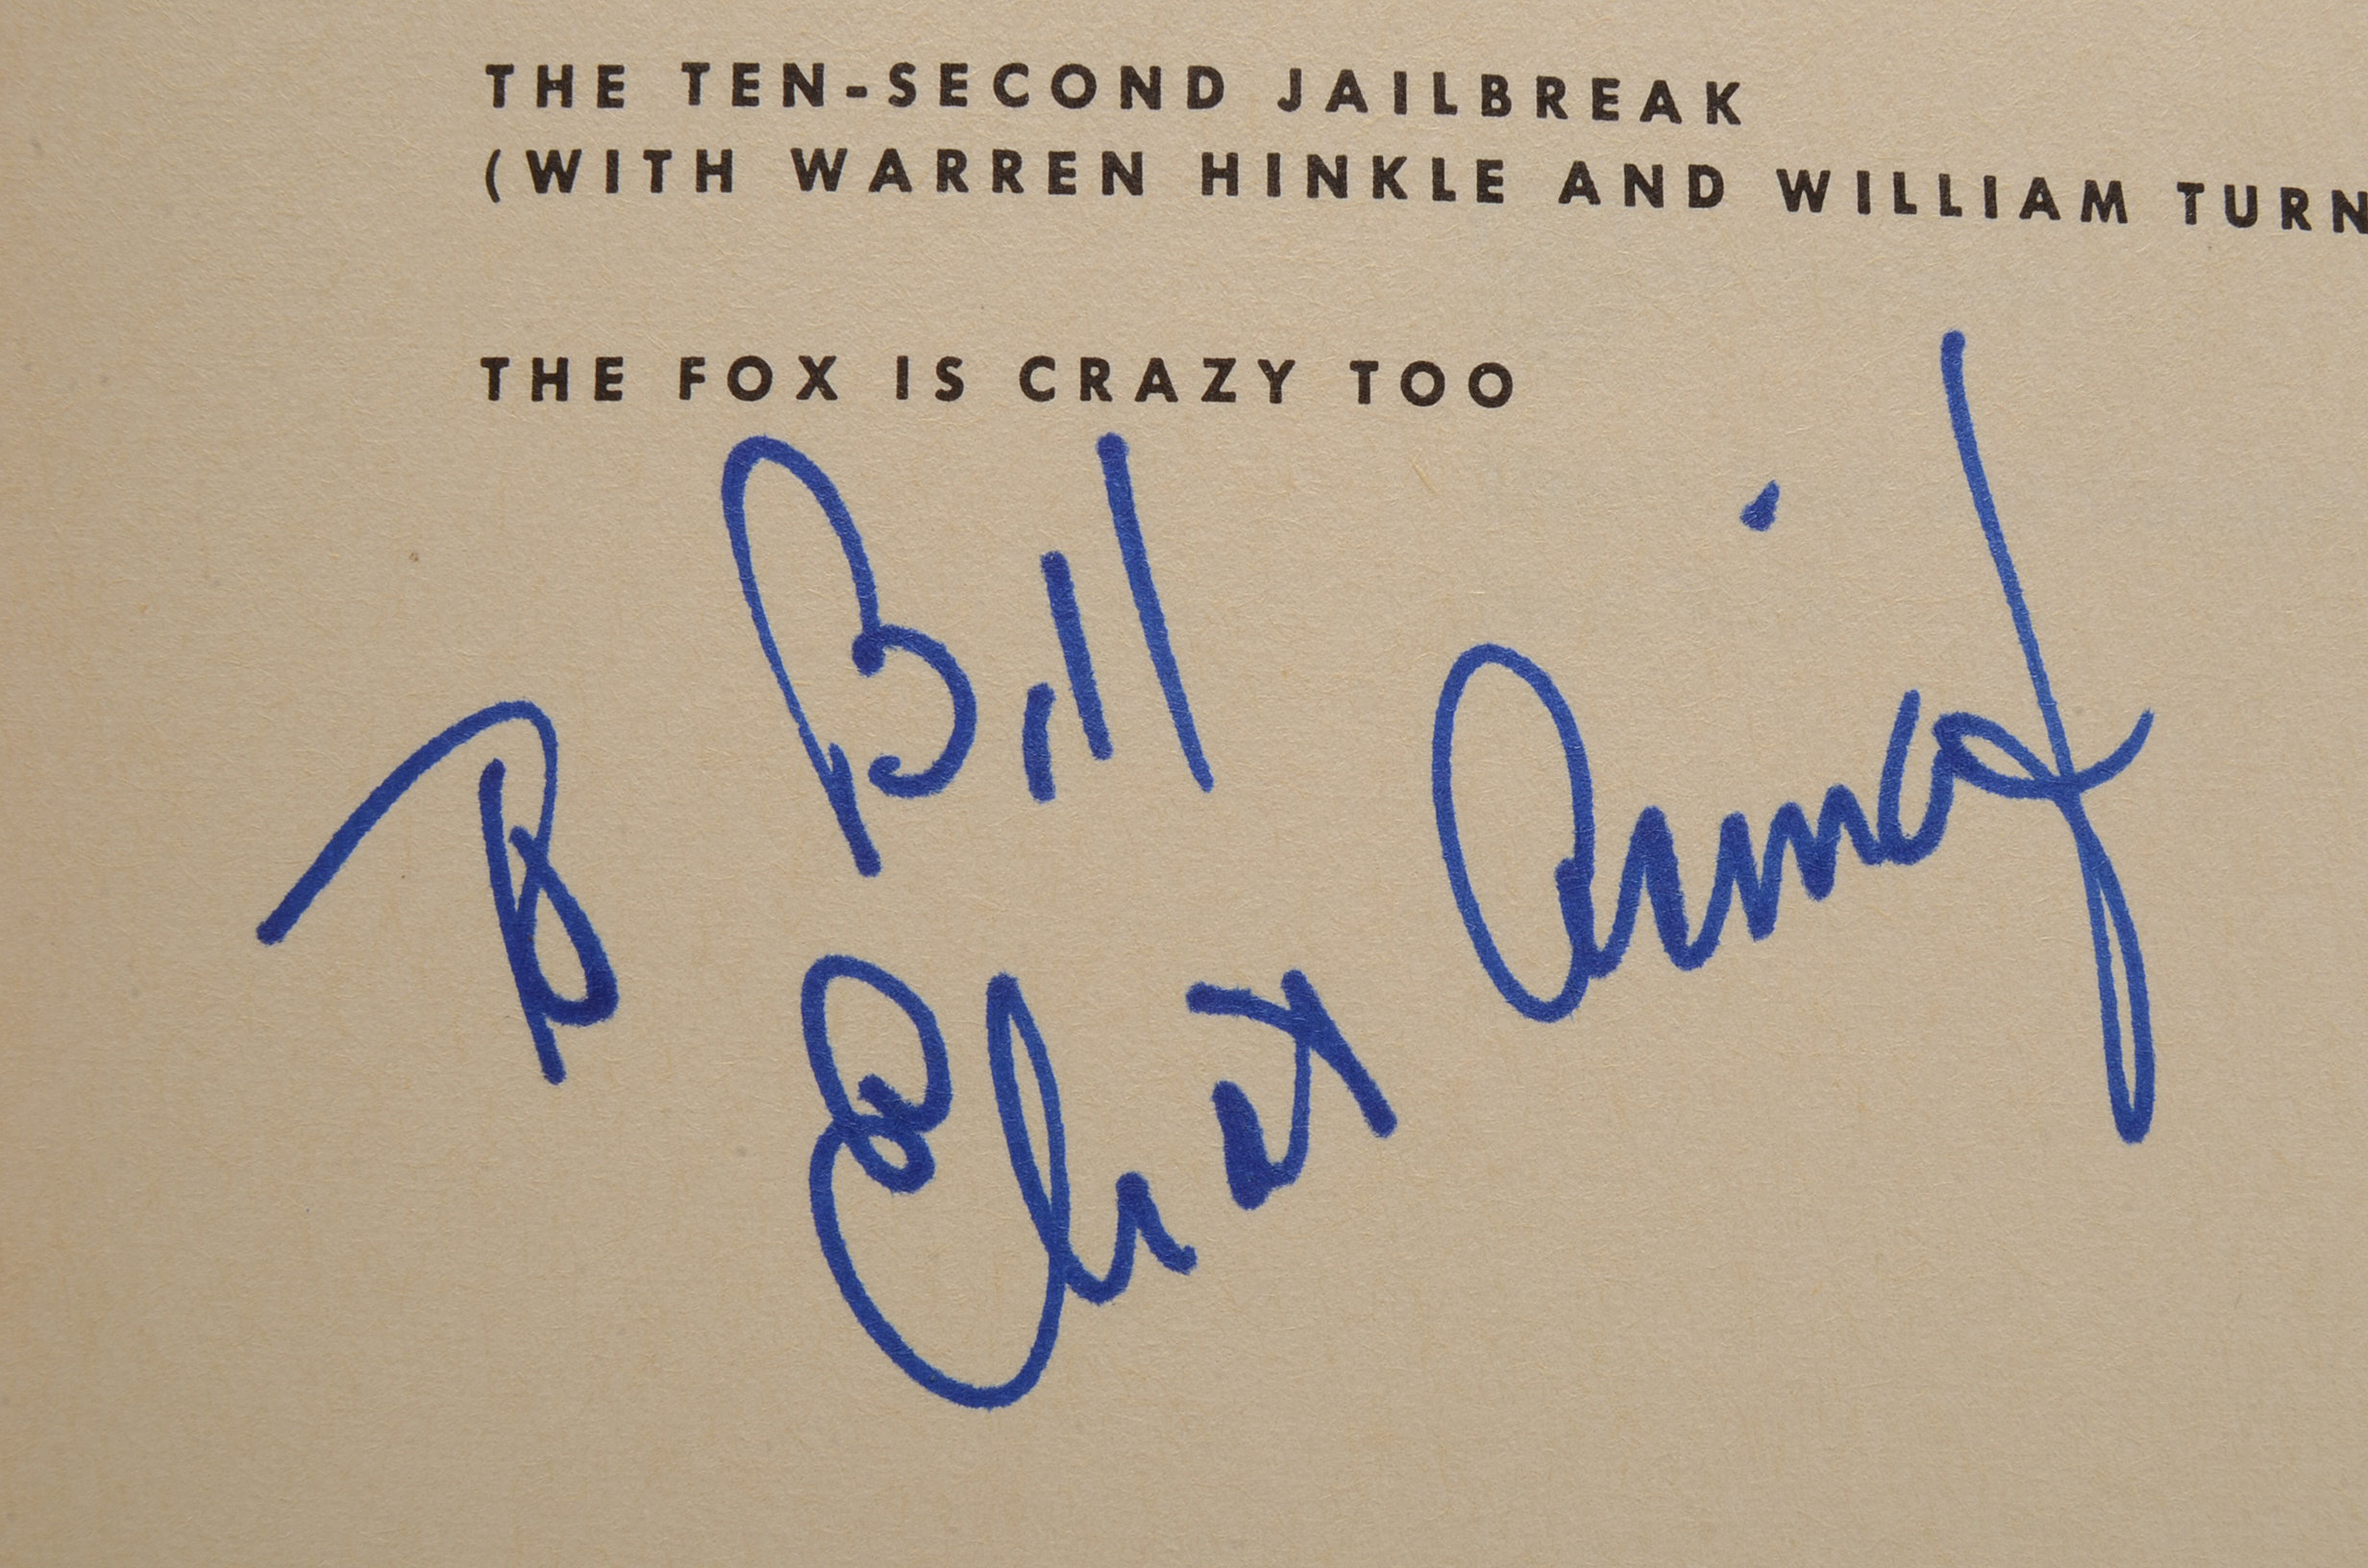 THE TEN-SECOND JAILBREAK
(WITH WARREN HINKLE AND WILLIAM TURN
THE FOX IS CRAZY TOO
To Bill
Eliot Asinof